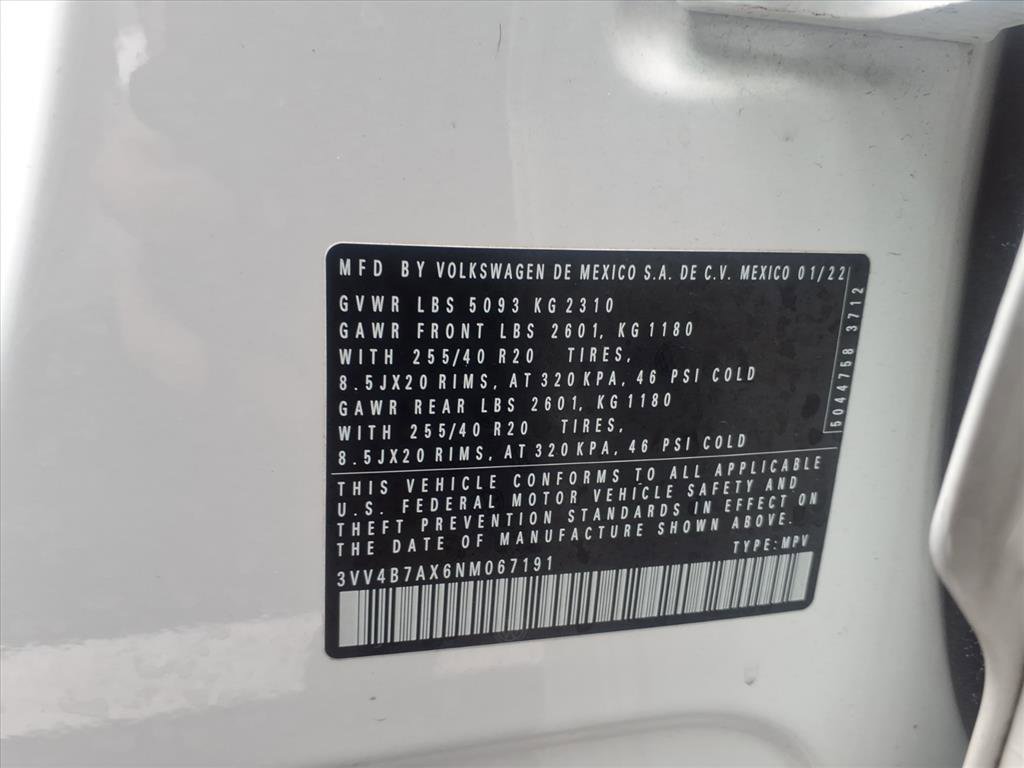 MFD BY VOLKSWAGEN DE MEXICO S.A. DE C.V. MEXICO 01/22
GVWR LBS 5093 KG 2310
GAWR FRONT LBS 2601, KG 1180
WITH 255/40 R20 TIRES,
8.5JX20 RIMS, AT 320 KPA, 46 PSI COLD
GAWR REAR LBS 2601, KG 1180
WITH 255/40 R20 TIRES,
8.5JX20 RIMS, AT 320 KPA, 46 PSI COLD
5044758 3712
THIS VEHICLE CONFORMS TO ALL APPLICABLE
U.S. FEDERAL MOTOR VEHICLE SAFETY AND
THEFT PREVENTION STANDARDS IN EFFECT ON
THE DATE OF MANUFACTURE SHOWN ABOVE.
TYPE: MPV
3VV4B7AX6NM067191